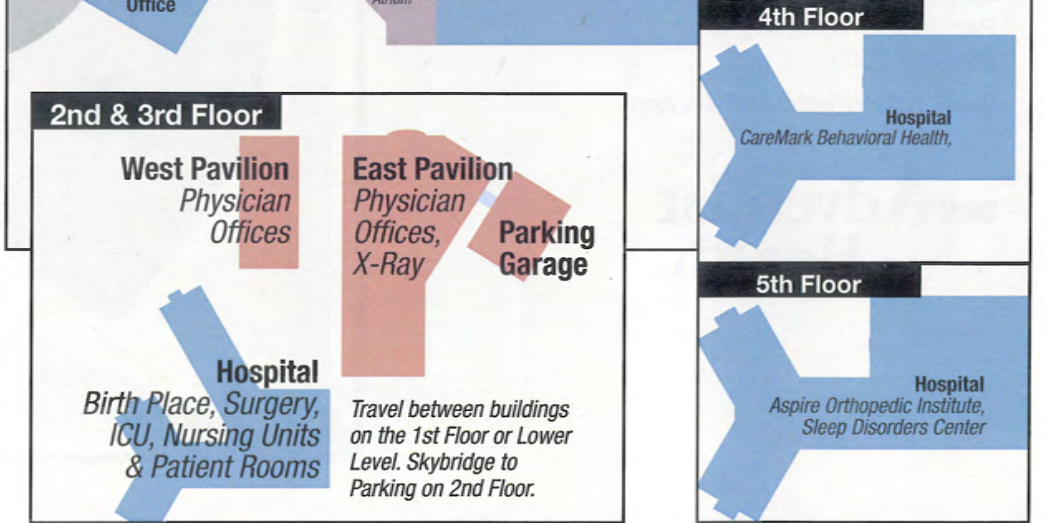 Office
Atrium
2nd & 3rd Floor
West Pavilion
Physician
Offices
East Pavilion
Physician
Offices,
X-Ray
Parking
Garage
Hospital
Birth Place, Surgery,
ICU, Nursing Units
& Patient Rooms
Travel between buildings
on the 1st Floor or Lower
Level. Skybridge to
Parking on 2nd Floor.
4th Floor
Hospital
CareMark Behavioral Health,
5th Floor
Hospital
Aspire Orthopedic Institute,
Sleep Disorders Center